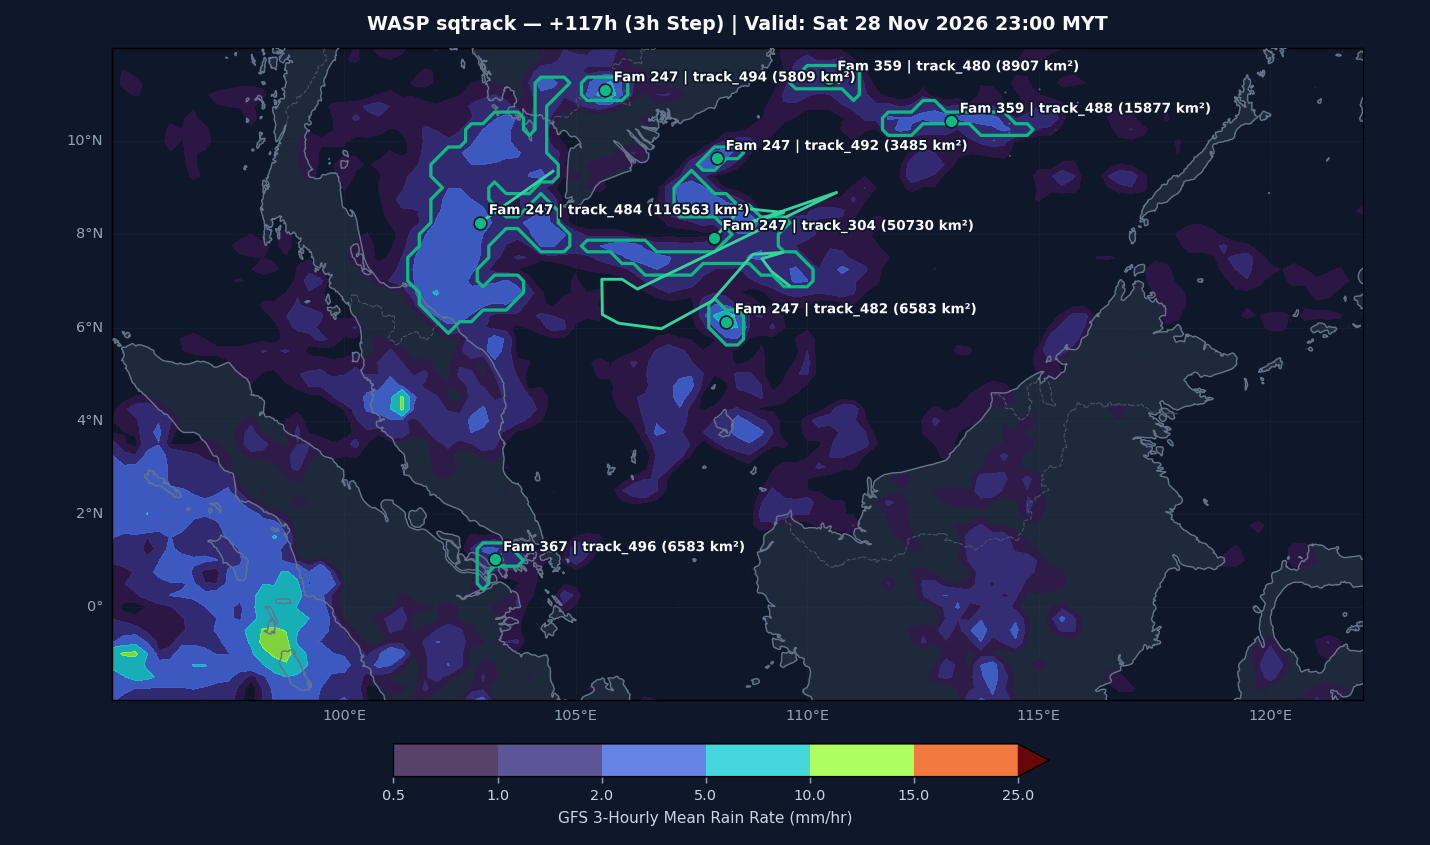 WASP sqtrack — +117h (3h Step) | Valid: Sat 28 Nov 2026 23:00 MYT
Fam 359 | track_480 (8907 km²)
Fam 247 | track_494 (5809 km²)
Fam 359 | track_488 (15877 km²)
Fam 247 | track_492 (3485 km²)
Fam 247 | track_484 (116563 km²)
Fam 247 | track_304 (50730 km²)
Fam 247 | track_482 (6583 km²)
Fam 367 | track_496 (6583 km²)
10°N
8°N
6°N
4°N
2°N
0°
100°E 105°E 110°E 115°E 120°E
0.5 1.0 2.0 5.0 10.0 15.0 25.0
GFS 3-Hourly Mean Rain Rate (mm/hr)